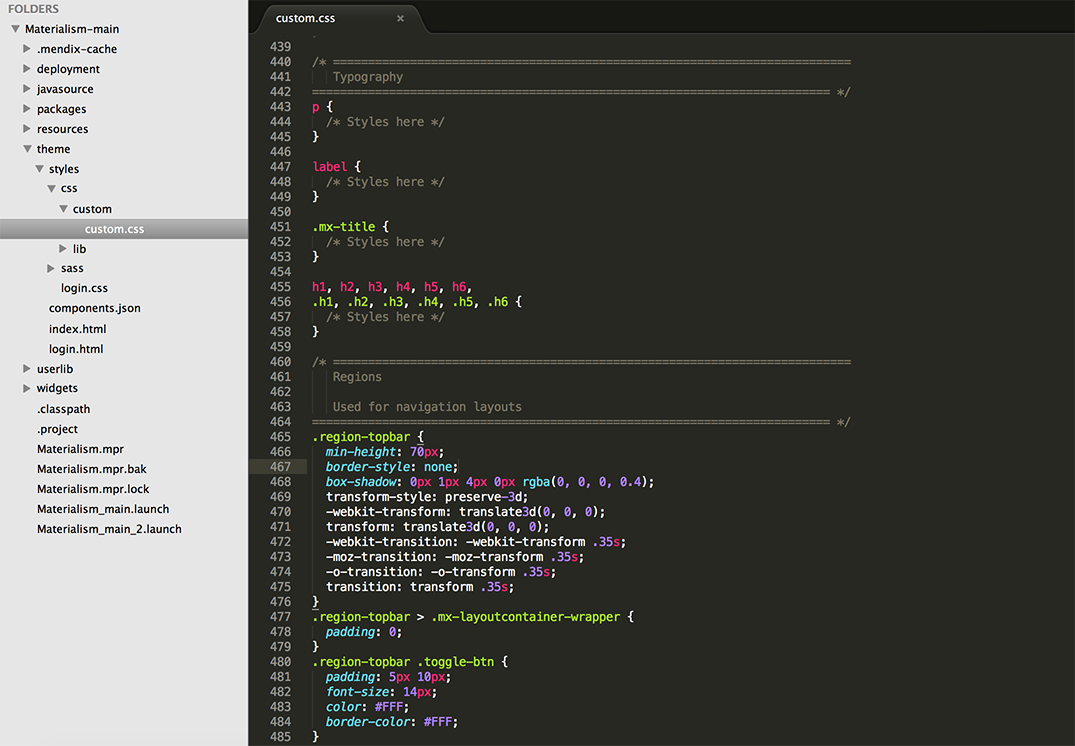 FOLDERS
Materialism-main
.mendix-cache
deployment
javasource
packages
resources
theme
styles
css
custom
custom.css
lib
sass
login.css
components.json
index.html
login.html
userlib
widgets
.classpath
.project
Materialism.mpr
Materialism.mpr.bak
Materialism.mpr.lock
Materialism_main.launch
Materialism_main_2.launch
custom.css ×
439
440 /* ==========================================================================
441 Typography
442 ========================================================================== */
443 p {
444 /* Styles here */
445 }
446
447 label {
448 /* Styles here */
449 }
450
451 .mx-title {
452 /* Styles here */
453 }
454
455 h1, h2, h3, h4, h5, h6,
456 .h1, .h2, .h3, .h4, .h5, .h6 {
457 /* Styles here */
458 }
459
460 /* ==========================================================================
461 Regions
462
463 Used for navigation layouts
464 ========================================================================== */
465 .region-topbar {
466 min-height: 70px;
467 border-style: none;
468 box-shadow: 0px 1px 4px 0px rgba(0, 0, 0, 0.4);
469 transform-style: preserve-3d;
470 -webkit-transform: translate3d(0, 0, 0);
471 transform: translate3d(0, 0, 0);
472 -webkit-transition: -webkit-transform .35s;
473 -moz-transition: -moz-transform .35s;
474 -o-transition: -o-transform .35s;
475 transition: transform .35s;
476 }
477 .region-topbar > .mx-layoutcontainer-wrapper {
478 padding: 0;
479 }
480 .region-topbar .toggle-btn {
481 padding: 5px 10px;
482 font-size: 14px;
483 color: #FFF;
484 border-color: #FFF;
485 }